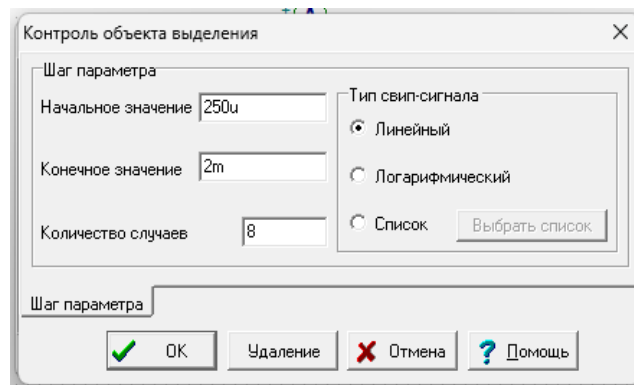 Контроль объекта выделения
Шаг параметра
Начальное значение 250u
Конечное значение 2m
Количество случаев 8
Тип свип-сигнала
Линейный
Логарифмический
Список Выбрать список
Шаг параметра
OK Удаление Отмена Помощь